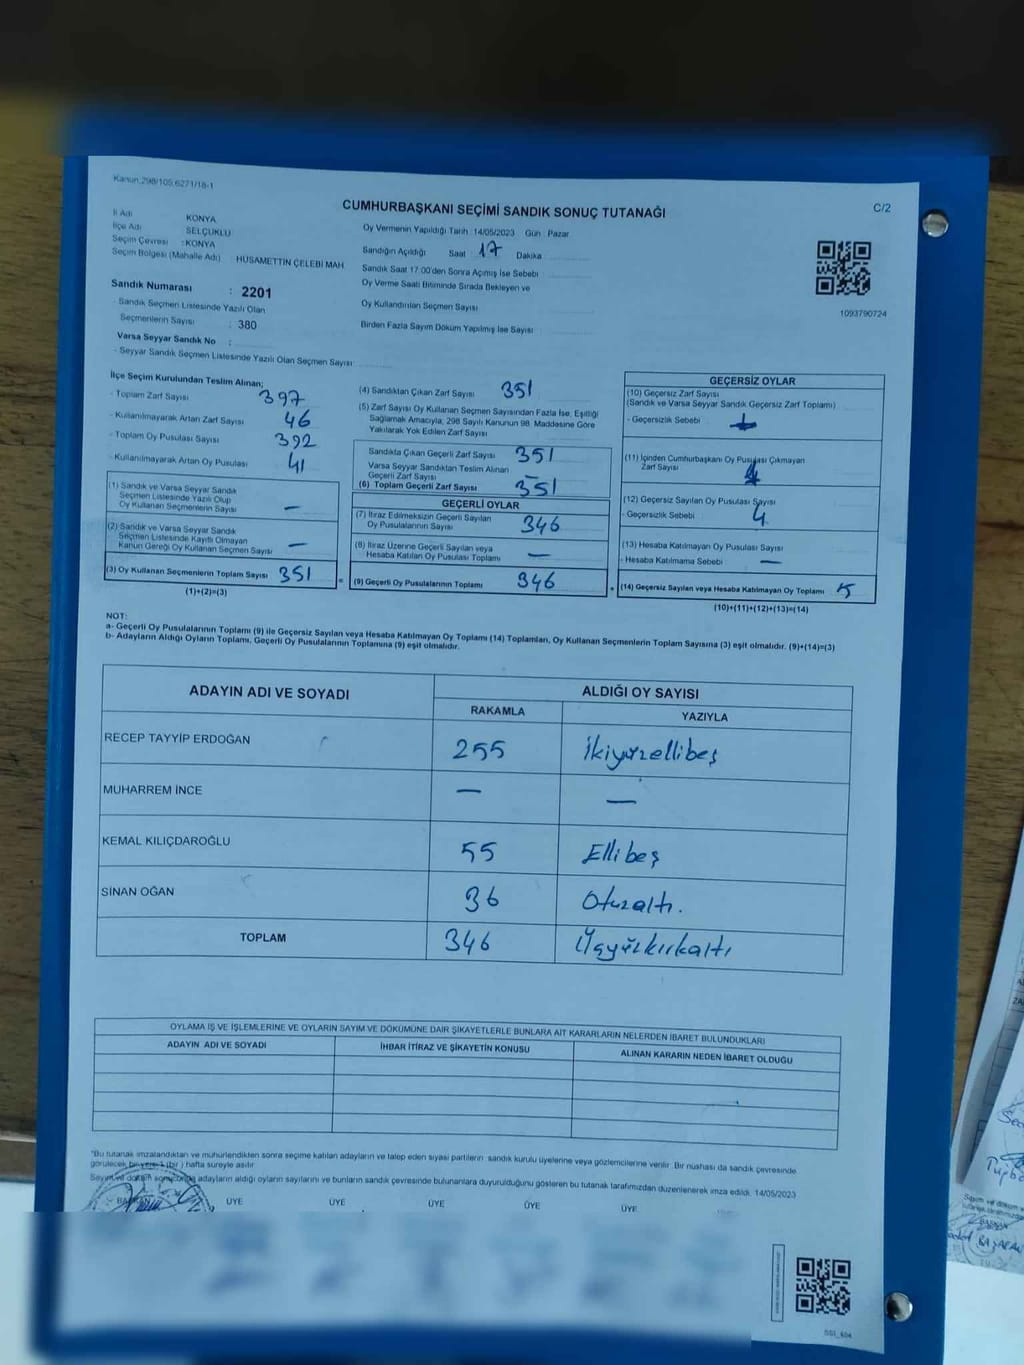 Kanun 298/105,6271/18-1
CUMHURBAŞKANI SEÇİMİ SANDIK SONUÇ TUTANAĞI
C/2
İl Adı KONYA
İlçe Adı SELÇUKLU
Seçim Çevresi :KONYA
Seçim Bölgesi (Mahalle Adı) HUSAMETTİN ÇELEBİ MAH.
Sandık Numarası : 2201
- Sandık Seçmen Listesinde Yazılı Olan
Seçmenlerin Sayısı : 380
Varsa Seyyar Sandık No :
- Seyyar Sandık Seçmen Listesinde Yazılı Olan Seçmen Sayısı:
Oy Vermenin Yapıldığı Tarih :14/05/2023 Gün : Pazar
Sandığın Açıldığı Saat : 17 Dakika
Sandık Saat 17:00'den Sonra Açılmış İse Sebebi
Oy Verme Saati Bitiminde Sırada Bekleyen ve
Oy Kullandırılan Seçmen Sayısı
Birden Fazla Sayım Döküm Yapılmış İse Sayısı
1093790724
İlçe Seçim Kurulundan Teslim Alınan;
- Toplam Zarf Sayısı 397
- Kullanılmayarak Artan Zarf Sayısı 46
- Toplam Oy Pusulası Sayısı 392
- Kullanılmayarak Artan Oy Pusulası 41
(1) Sandık ve Varsa Seyyar Sandık
Seçmen Listesinde Yazılı Olup
Oy Kullanan Seçmenlerin Sayısı —
(2) Sandık ve Varsa Seyyar Sandık
Seçmen Listesinde Kayıtlı Olmayan
Kanun Gereği Oy Kullanan Seçmen Sayısı —
(3) Oy Kullanan Seçmenlerin Toplam Sayısı 351
(1)+(2)=(3)
(4) Sandıktan Çıkan Zarf Sayısı 351
(5) Zarf Sayısı Oy Kullanan Seçmen Sayısından Fazla İse, Eşitliği
Sağlamak Amacıyla, 298 Sayılı Kanunun 98. Maddesine Göre
Yakılarak Yok Edilen Zarf Sayısı
Sandıkta Çıkan Geçerli Zarf Sayısı 351
Varsa Seyyar Sandıktan Teslim Alınan
Geçerli Zarf Sayısı —
(6) Toplam Geçerli Zarf Sayısı 351
GEÇERLİ OYLAR
(7) İtiraz Edilmeksizin Geçerli Sayılan
Oy Pusulalarının Sayısı 346
(8) İtiraz Üzerine Geçerli Sayılan veya
Hesaba Katılan Oy Pusulası Toplamı —
= (9) Geçerli Oy Pusulalarının Toplamı 346
GEÇERSİZ OYLAR
(10) Geçersiz Zarf Sayısı
(Sandık ve Varsa Seyyar Sandık Geçersiz Zarf Toplamı)
- Geçersizlik Sebebi
(11) İçinden Cumhurbaşkanı Oy Pusulası Çıkmayan
Zarf Sayısı
(12) Geçersiz Sayılan Oy Pusulası Sayısı
- Geçersizlik Sebebi 4
(13) Hesaba Katılmayan Oy Pusulası Sayısı
- Hesaba Katılmama Sebebi —
+ (14) Geçersiz Sayılan veya Hesaba Katılmayan Oy Toplamı 5
(10)+(11)+(12)+(13)=(14)
NOT:
a- Geçerli Oy Pusulalarının Toplamı (9) ile Geçersiz Sayılan veya Hesaba Katılmayan Oy Toplamı (14) Toplamları, Oy Kullanan Seçmenlerin Toplam Sayısına (3) eşit olmalıdır. (9)+(14)=(3)
b- Adayların Aldığı Oyların Toplamı, Geçerli Oy Pusulalarının Toplamına (9) eşit olmalıdır.
ADAYIN ADI VE SOYADI ALDIĞI OY SAYISI
RAKAMLA YAZIYLA
RECEP TAYYİP ERDOĞAN 255 İkiyüzellibeş
MUHARREM İNCE — —
KEMAL KILIÇDAROĞLU 55 Ellibeş
SİNAN OĞAN 36 Otuzaltı.
TOPLAM 346 Üçyüzkırkaltı
OYLAMA İŞ VE İŞLEMLERİNE VE OYLARIN SAYIM VE DÖKÜMÜNE DAİR ŞİKAYETLERLE BUNLARA AİT KARARLARIN NELERDEN İBARET BULUNDUKLARI
ADAYIN ADI VE SOYADI İHBAR İTİRAZ VE ŞİKAYETİN KONUSU ALINAN KARARIN NEDEN İBARET OLDUĞU
"Bu tutanak imzalandıktan ve mühürlendikten sonra seçime katılan adayların ve talep eden siyasi partilerin sandık kurulu üyelerine veya gözlemcilerine verilir. Bir nüshası da sandık çevresinde
görülecek bir yere 1 (bir) hafta süreyle asılır.
Sayım ve döküm sonucunda adayların aldığı oyların ve bunların sandık çevresinde bulunanlara duyurulduğunu gösteren bu tutanak tarafımızdan düzenlenerek imza edildi. 14/05/2023
BAŞKAN ÜYE ÜYE ÜYE ÜYE ÜYE